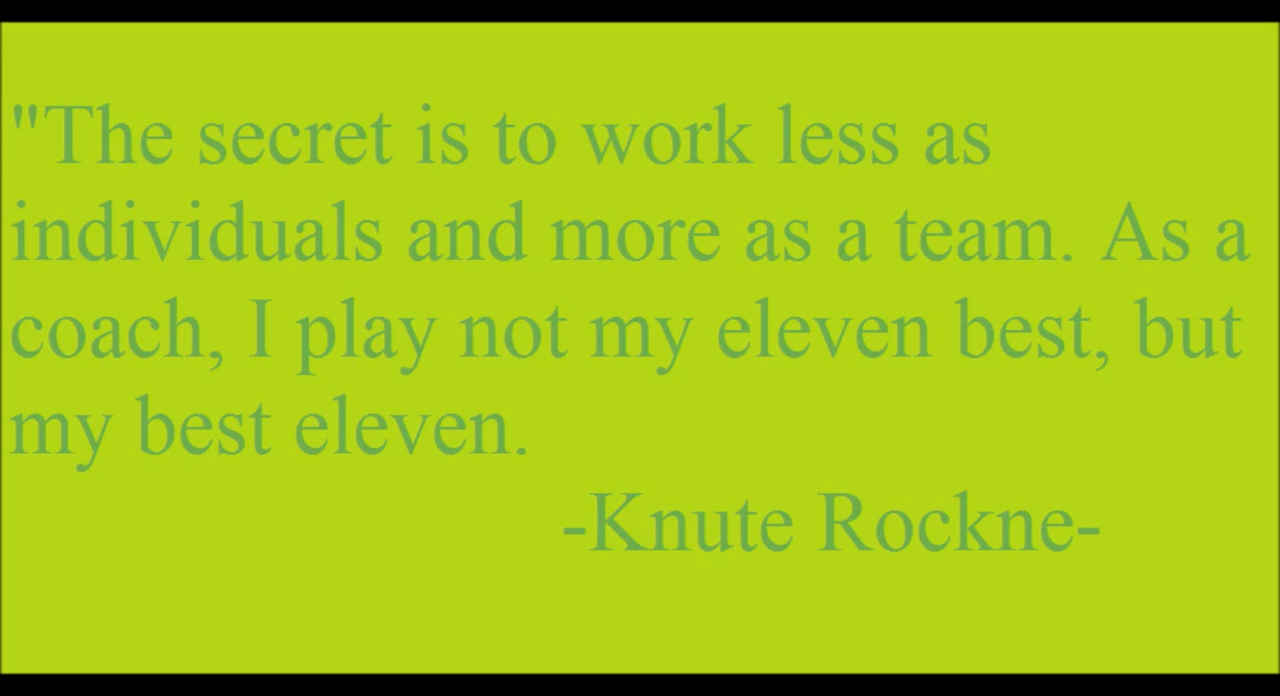 "The secret is to work less as
individuals and more as a team. As a
coach, I play not my eleven best, but
my best eleven.
-Knute Rockne-